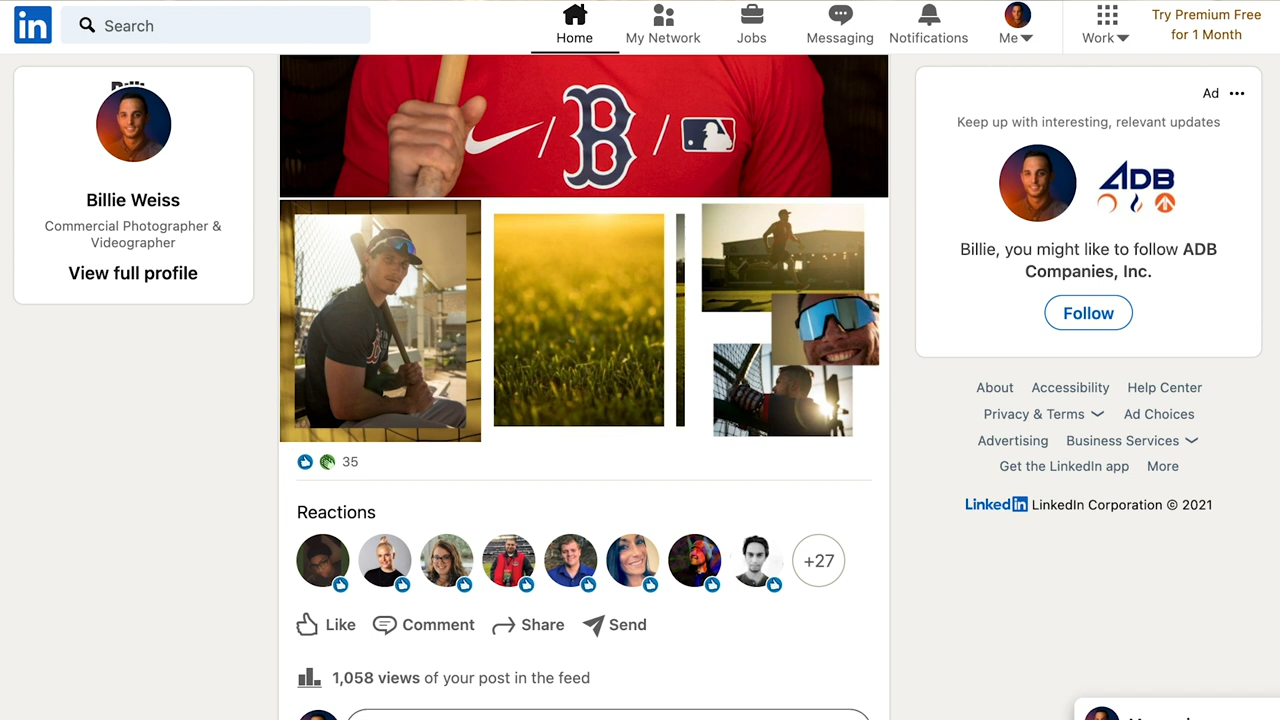 in
Search
Home
My Network
Jobs
Messaging
Notifications
Me
Work
Try Premium Free
for 1 Month
Billie Weiss
Commercial Photographer &
Videographer
View full profile
B
35
Reactions
+27
Like
Comment
Share
Send
1,058 views of your post in the feed
Ad
Keep up with interesting, relevant updates
ADB
Billie, you might like to follow ADB
Companies, Inc.
Follow
About Accessibility Help Center
Privacy & Terms Ad Choices
Advertising Business Services
Get the LinkedIn app More
Linkedin LinkedIn Corporation © 2021